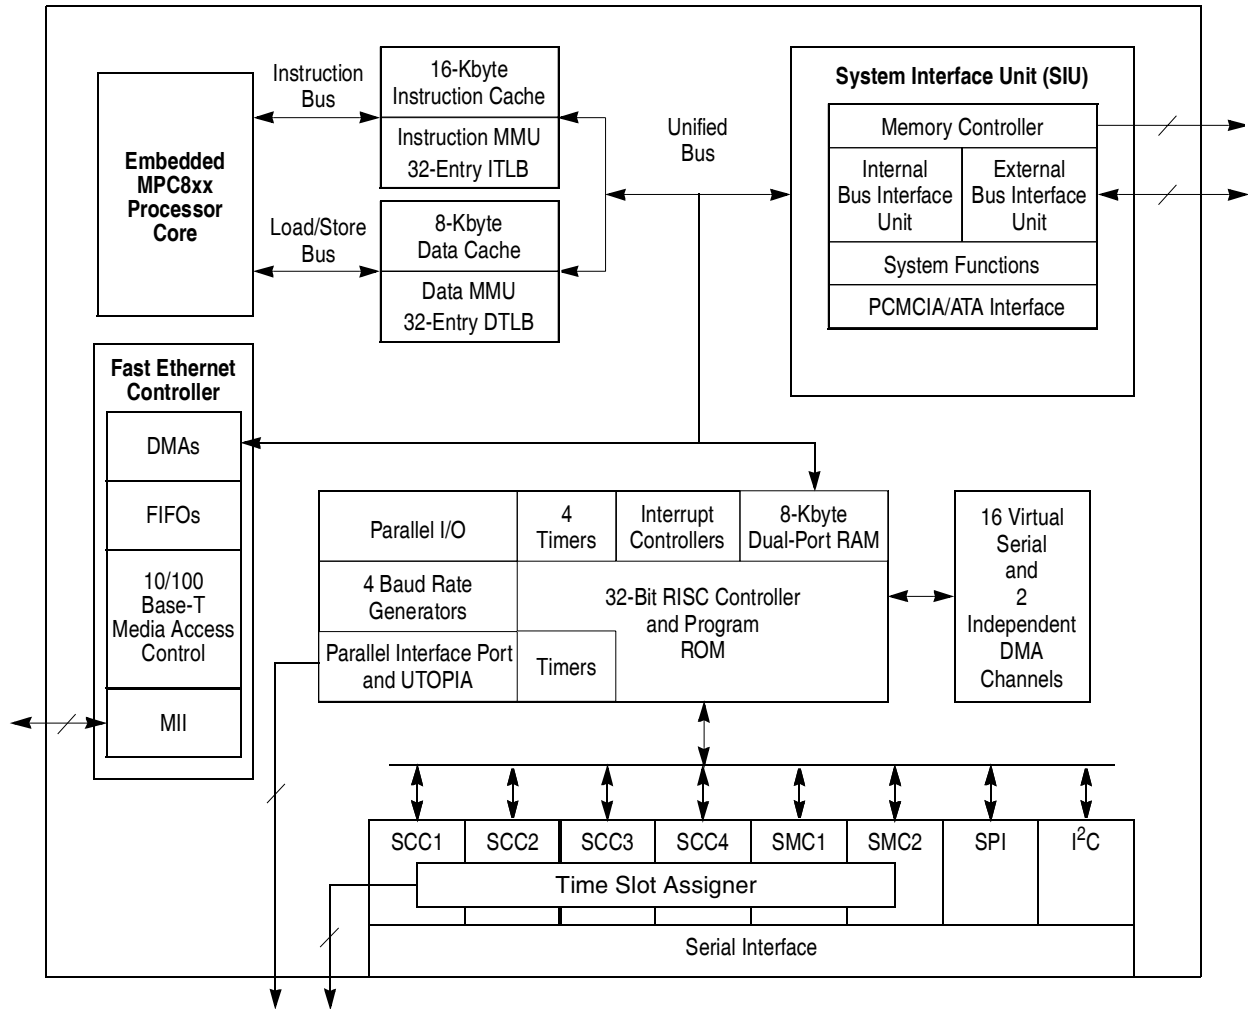 Embedded
MPC8xx
Processor
Core
Instruction
Bus
Load/Store
Bus
16-Kbyte
Instruction Cache
Instruction MMU
32-Entry ITLB
8-Kbyte
Data Cache
Data MMU
32-Entry DTLB
Unified
Bus
System Interface Unit (SIU)
Memory Controller
Internal
Bus Interface
Unit
External
Bus Interface
Unit
System Functions
PCMCIA/ATA Interface
Fast Ethernet
Controller
DMAs
FIFOs
10/100
Base-T
Media Access
Control
MII
Parallel I/O
4
Timers
Interrupt
Controllers
8-Kbyte
Dual-Port RAM
4 Baud Rate
Generators
32-Bit RISC Controller
and Program
ROM
Parallel Interface Port
and UTOPIA
Timers
16 Virtual
Serial
and
2
Independent
DMA
Channels
SCC1
SCC2
SCC3
SCC4
SMC1
SMC2
SPI
I²C
Time Slot Assigner
Serial Interface